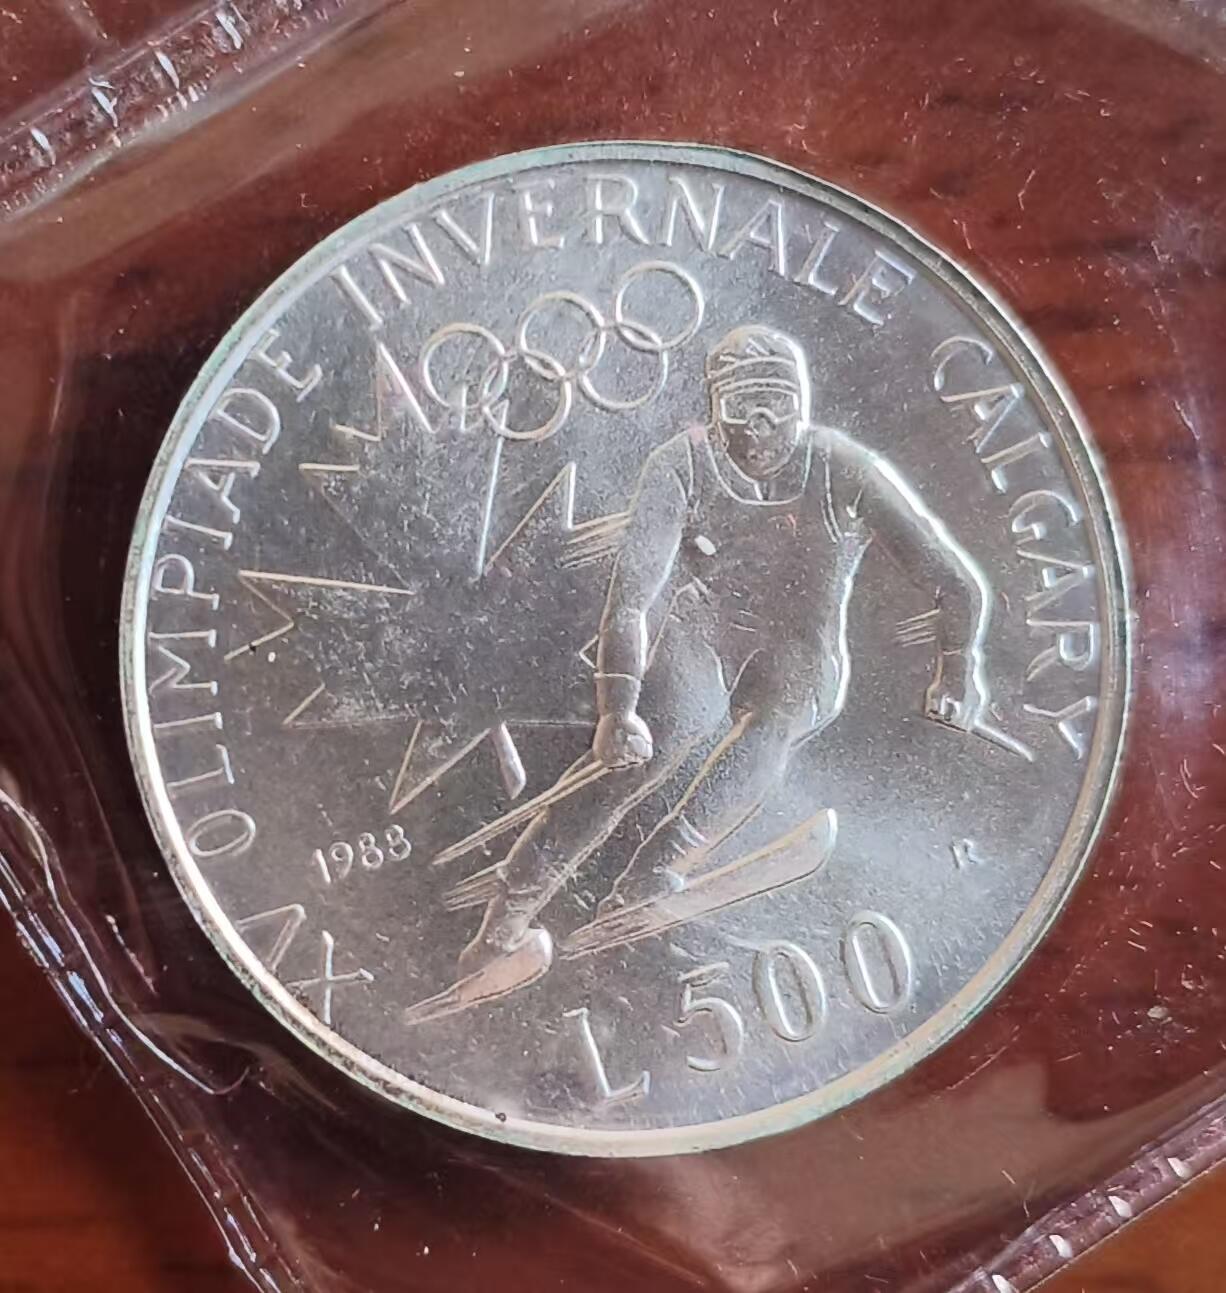 XV OLIMPIADE INVERNALE CALGARY
1988
R
L 500